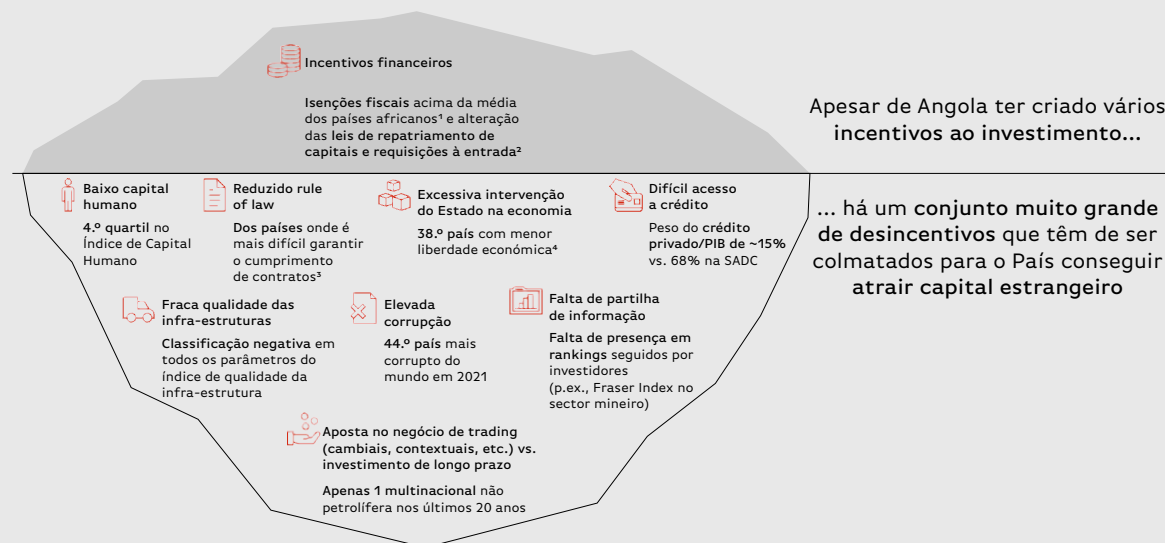 Incentivos financeiros
Isenções fiscais acima da média
dos países africanos¹ e alteração
das leis de repatriamento de
capitais e requisições à entrada²
Apesar de Angola ter criado vários
incentivos ao investimento...
Baixo capital
humano
4.º quartil no
Índice de Capital
Humano
Reduzido rule
of law
Dos países onde é
mais difícil garantir
o cumprimento
de contratos³
Excessiva intervenção
do Estado na economia
38.º país com menor
liberdade económica⁴
Difícil acesso
a crédito
Peso do crédito
privado/PIB de ~15%
vs. 68% na SADC
... há um conjunto muito grande
de desincentivos que têm de ser
colmatados para o País conseguir
atrair capital estrangeiro
Fraca qualidade das
infra-estruturas
Classificação negativa em
todos os parâmetros do
índice de qualidade da
infra-estrutura
Elevada
corrupção
44.º país mais
corrupto do
mundo em 2021
Falta de partilha
de informação
Falta de presença em
rankings seguidos por
investidores
(p.ex., Fraser Index no
sector mineiro)
Aposta no negócio de trading
(cambiais, contextuais, etc.) vs.
investimento de longo prazo
Apenas 1 multinacional não
petrolífera nos últimos 20 anos